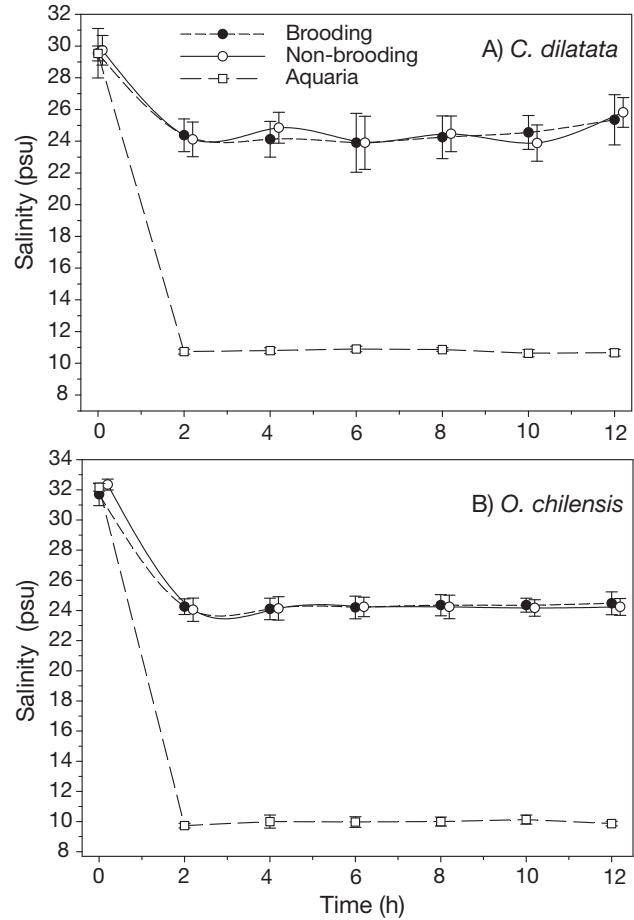 32
30
28
26
24
22
20
18
16
14
12
10
8
Salinity (psu)
Brooding
Non-brooding
Aquaria
A) C. dilatata
0 2 4 6 8 10 12
34
32
30
28
26
24
22
20
18
16
14
12
10
8
Salinity (psu)
B) O. chilensis
0 2 4 6 8 10 12
Time (h)